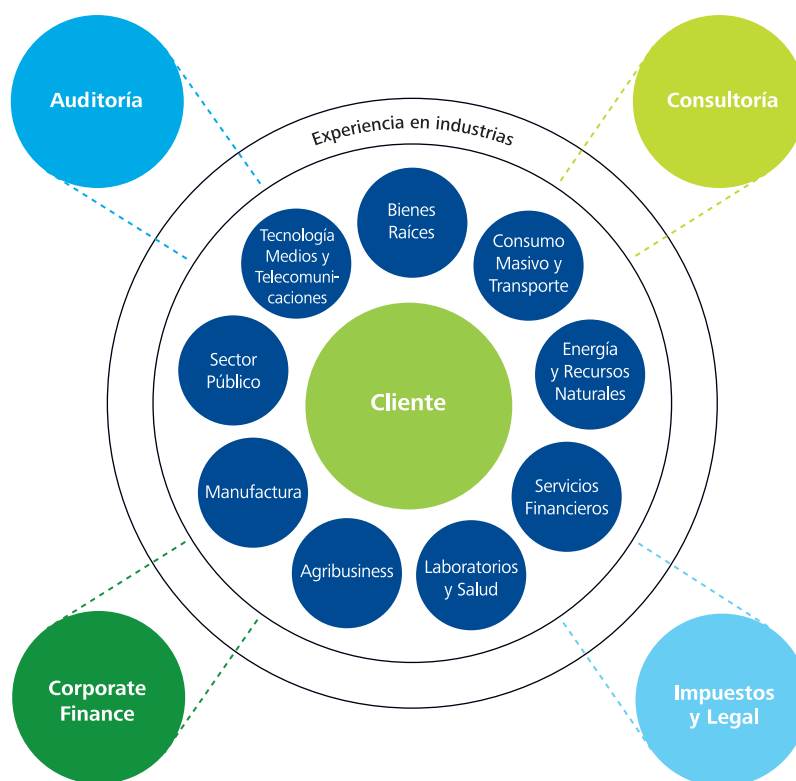 Auditoría
Consultoría
Experiencia en industrias
Bienes
Raíces
Tecnología
Medios y
Telecomuni-
caciones
Consumo
Masivo y
Transporte
Sector
Público
Energía
y Recursos
Naturales
Cliente
Manufactura
Servicios
Financieros
Agribusiness
Laboratorios
y Salud
Corporate
Finance
Impuestos
y Legal